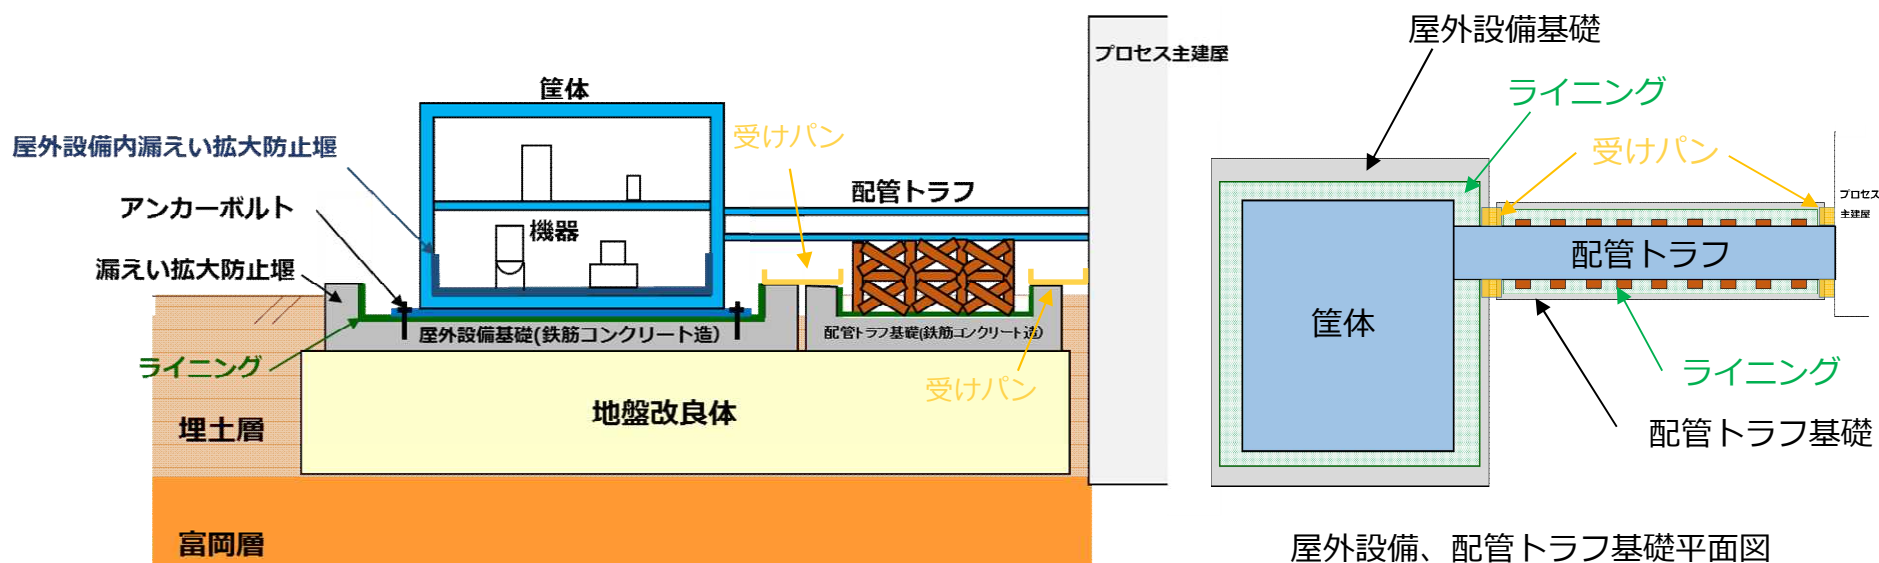 プロセス主建屋
筐体
屋外設備内漏えい拡大防止堰
受けパン
配管トラフ
アンカーボルト
機器
漏えい拡大防止堰
屋外設備基礎(鉄筋コンクリート造)
配管トラフ基礎(鉄筋コンクリート造)
ライニング
受けパン
地盤改良体
埋土層
富岡層
屋外設備基礎
ライニング
受けパン
プロセス
主建屋
配管トラフ
筐体
ライニング
配管トラフ基礎
屋外設備、配管トラフ基礎平面図